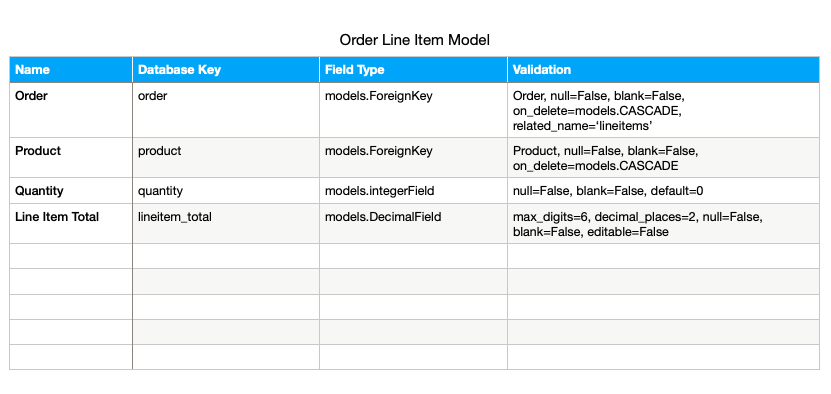 Order Line Item Model
Name Database Key Field Type Validation
Order order models.ForeignKey Order, null=False, blank=False,
on_delete=models.CASCADE,
related_name=‘lineitems’
Product product models.ForeignKey Product, null=False, blank=False,
on_delete=models.CASCADE
Quantity quantity models.integerField null=False, blank=False, default=0
Line Item Total lineitem_total models.DecimalField max_digits=6, decimal_places=2, null=False,
blank=False, editable=False